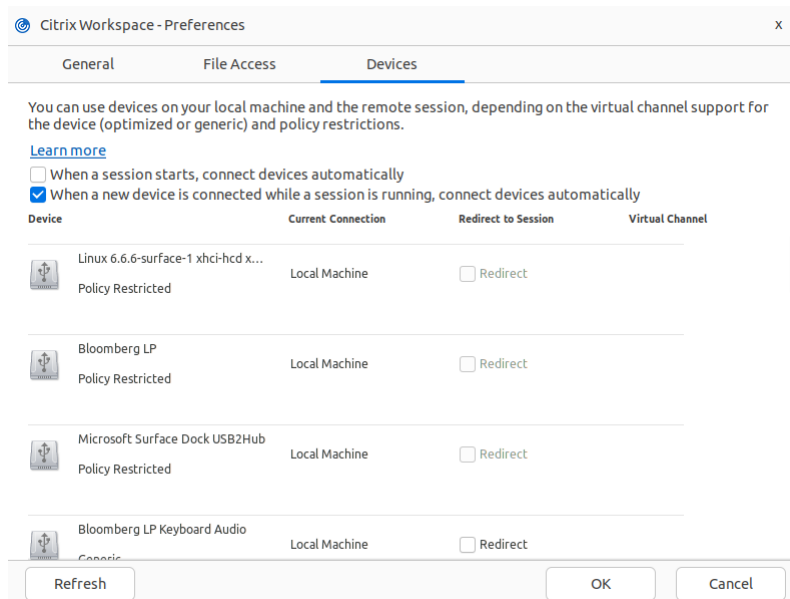 Citrix Workspace - Preferences
x
General File Access Devices
You can use devices on your local machine and the remote session, depending on the virtual channel support for
the device (optimized or generic) and policy restrictions.
Learn more
When a session starts, connect devices automatically
When a new device is connected while a session is running, connect devices automatically
Device Current Connection Redirect to Session Virtual Channel
Linux 6.6.6-surface-1 xhci-hcd x...
Local Machine Redirect
Policy Restricted
Bloomberg LP
Local Machine Redirect
Policy Restricted
Microsoft Surface Dock USB2Hub
Local Machine Redirect
Policy Restricted
Bloomberg LP Keyboard Audio
Local Machine Redirect
Generic
Refresh OK Cancel